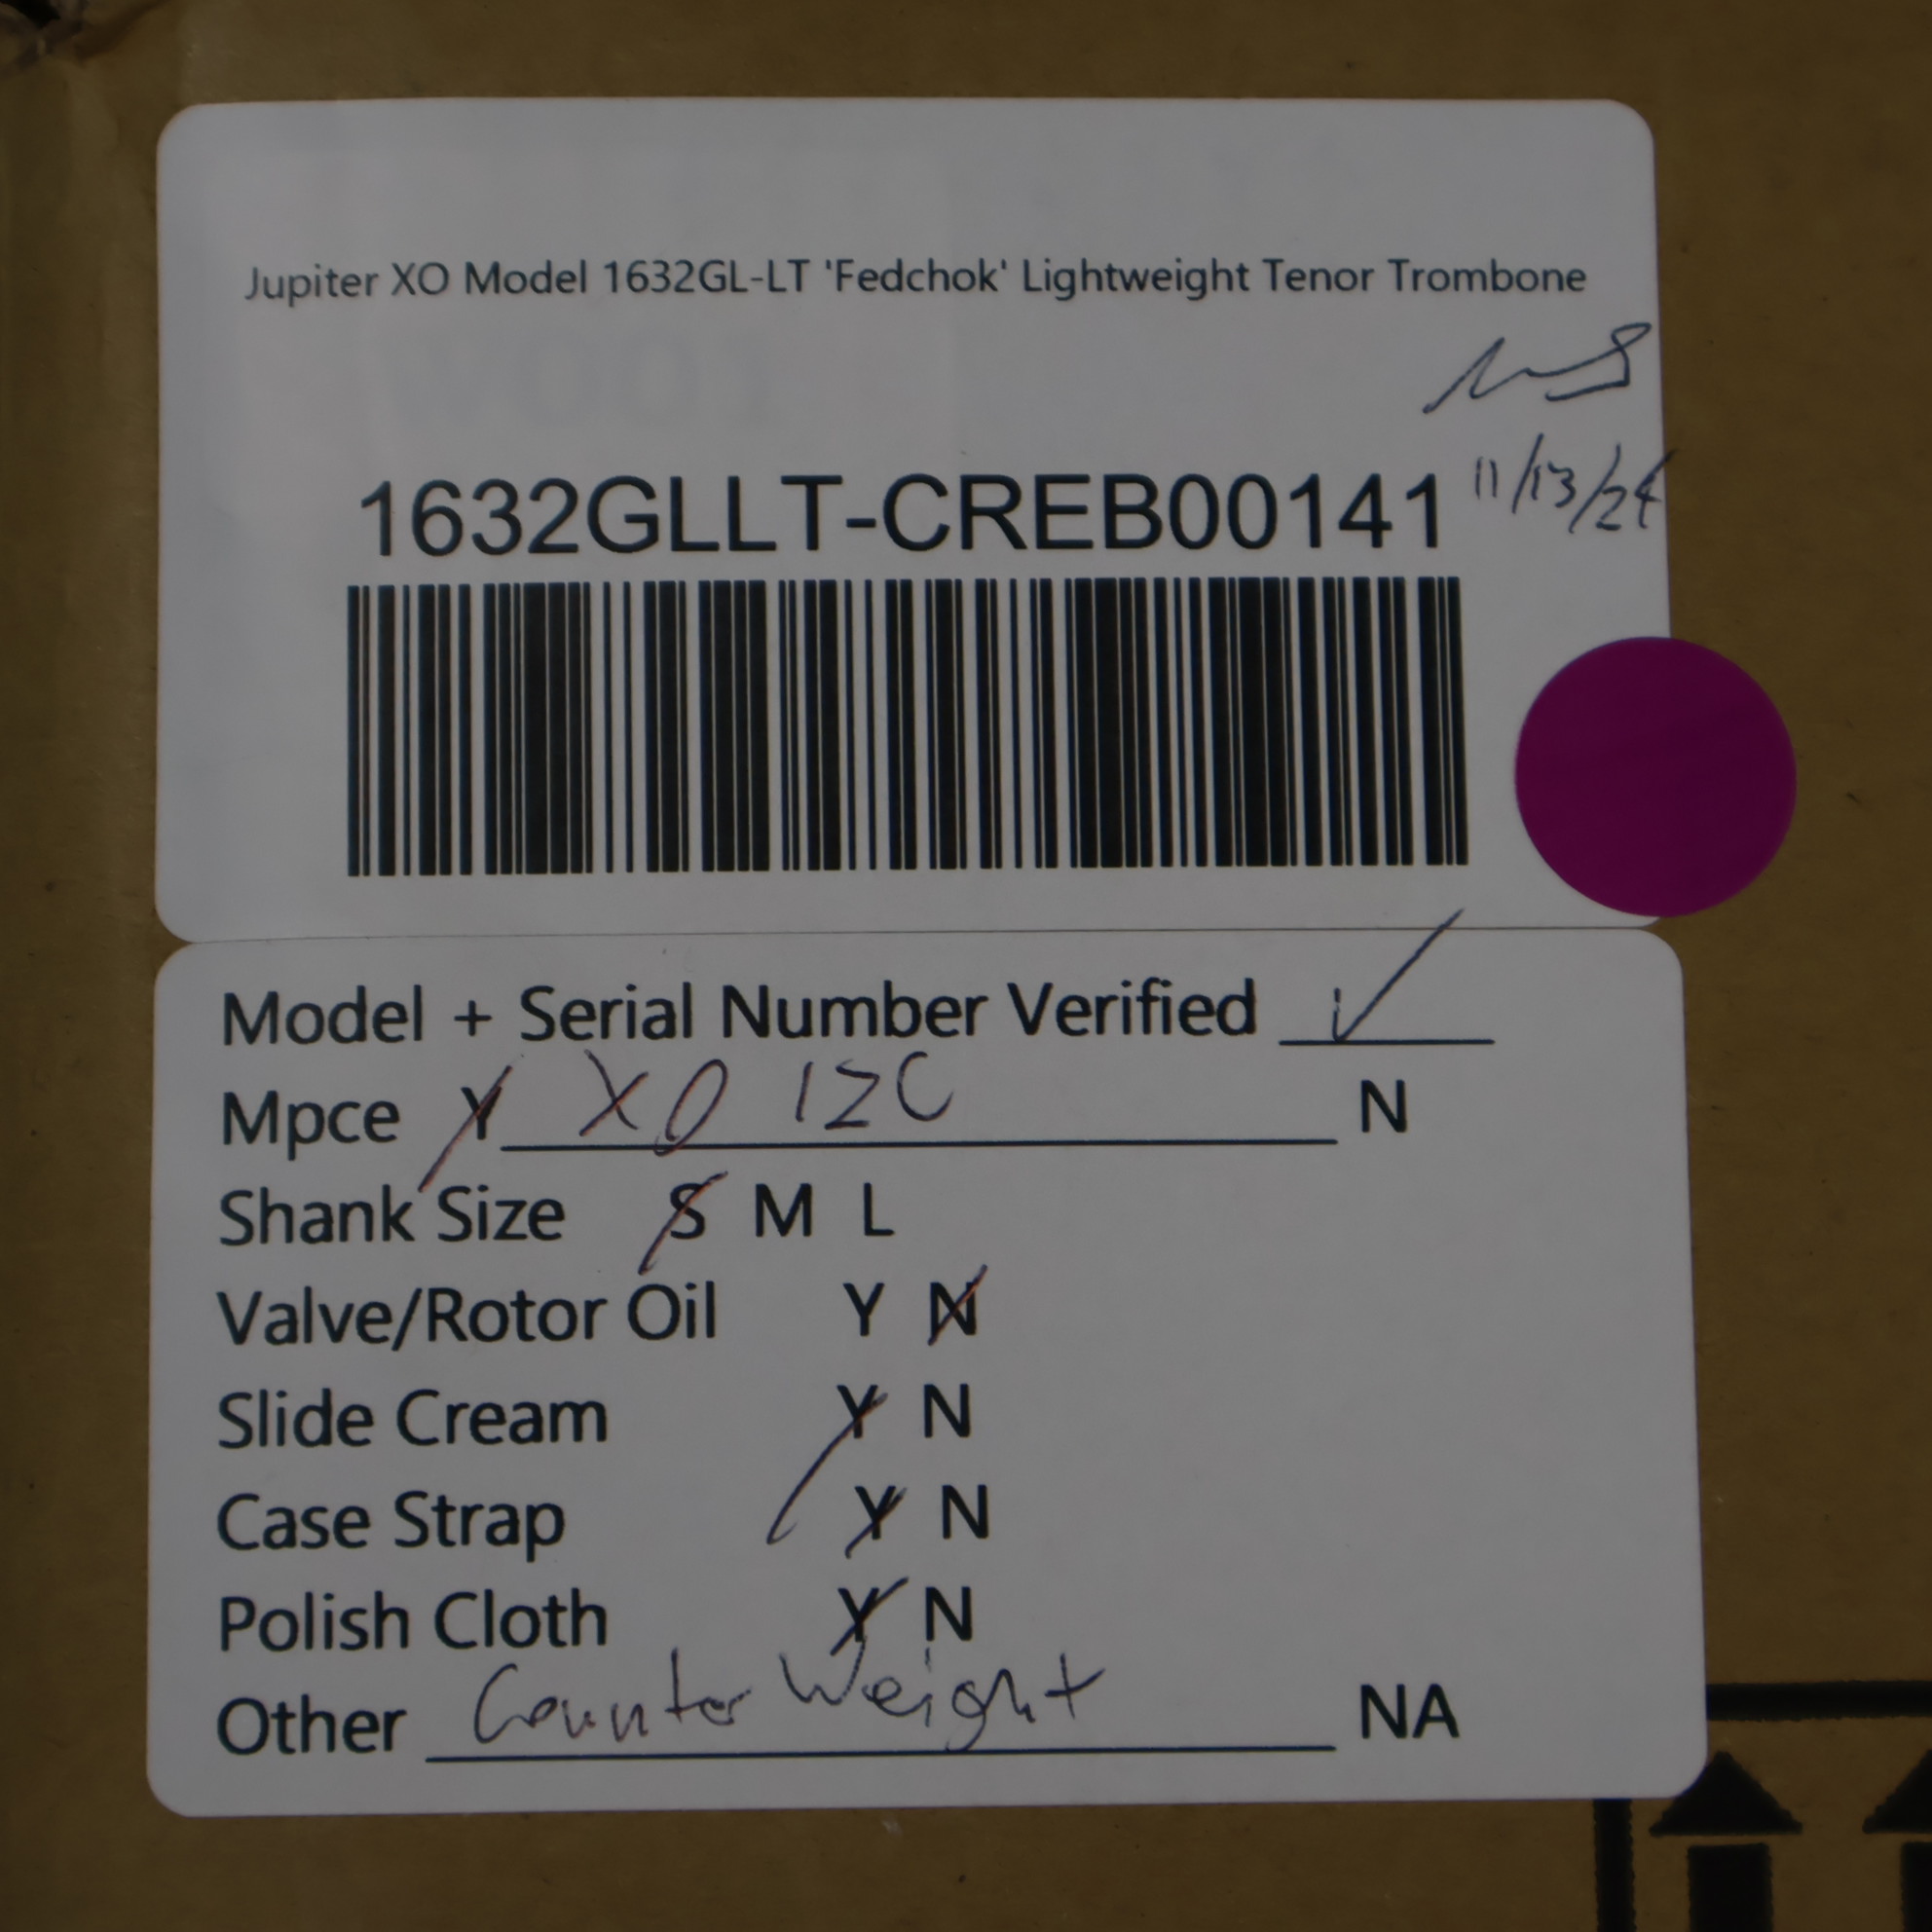 Jupiter XO Model 1632GL-LT 'Fedchok' Lightweight Tenor Trombone
1632GLLT-CREB00141 11/13/24
Model + Serial Number Verified ✓
Mpce Y XO 12C N
Shank Size S M L
Valve/Rotor Oil Y N
Slide Cream Y N
Case Strap Y N
Polish Cloth Y N
Other Counter Weight NA